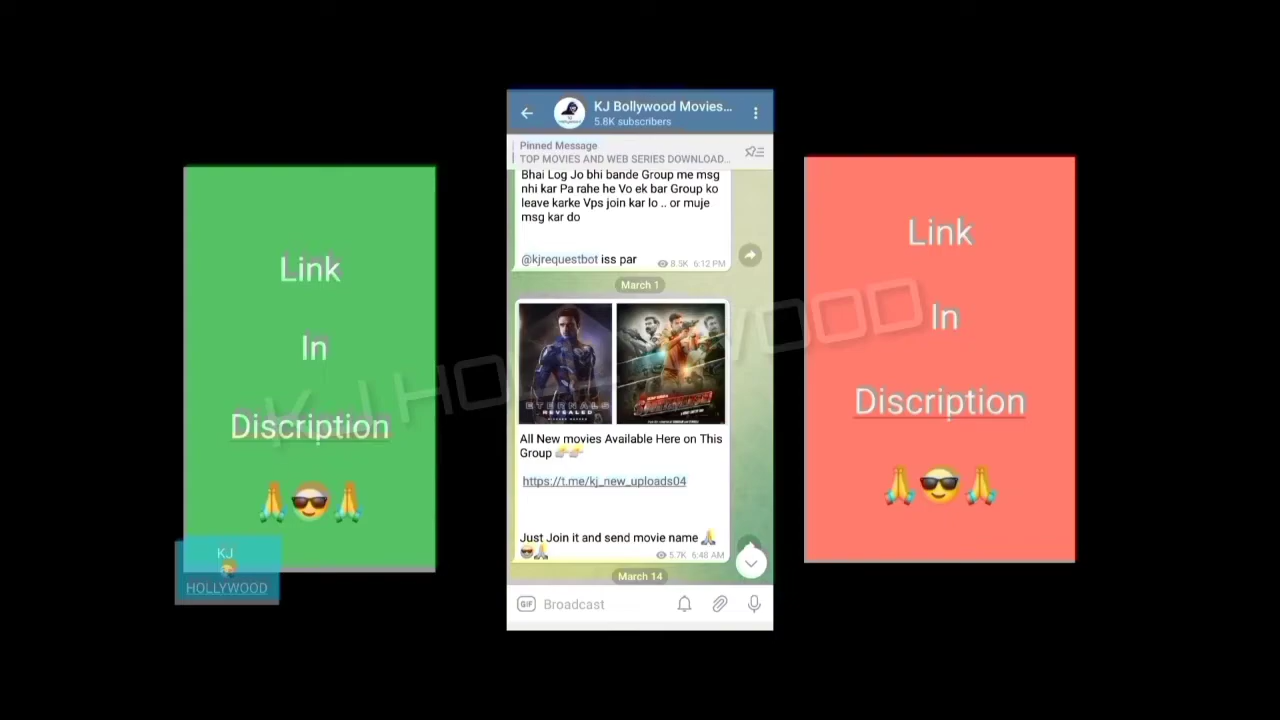 Link
In
Discription
🙏😎🙏
KJ
HOLLYWOOD
KJ Bollywood Movies...
5.8K subscribers
Pinned Message
TOP MOVIES AND WEB SERIES DOWNLOAD...
Bhai Log Jo bhi bande Group me msg
nhi kar Pa rahe he Vo ek bar Group ko
leave karke Vps join kar lo .. or muje
msg kar do
@kjrequestbot iss par
8.5K 6:12 PM
March 1
ETERNALS
REVEALED
All New movies Available Here on This
Group 👉👉
https://t.me/kj_new_uploads04
Just Join it and send movie name 🙏
😎🙏
5.7K 6:48 AM
March 14
GIF Broadcast
Link
In
Discription
🙏😎🙏